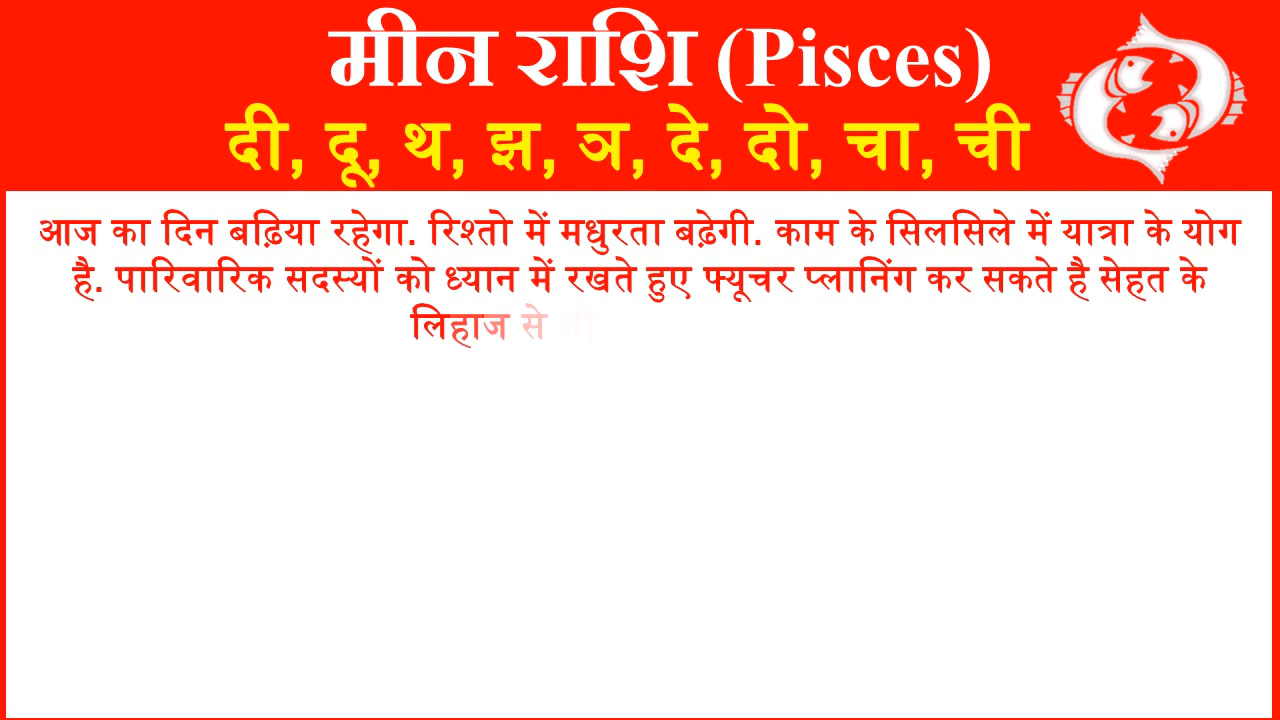 मीन राशि (Pisces)
दी, दू, थ, झ, ञ, दे, दो, चा, ची
आज का दिन बढ़िया रहेगा. रिश्तो में मधुरता बढ़ेगी. काम के सिलसिले में यात्रा के योग
है. पारिवारिक सदस्यों को ध्यान में रखते हुए फ्यूचर प्लानिंग कर सकते है सेहत के
लिहाज से भी